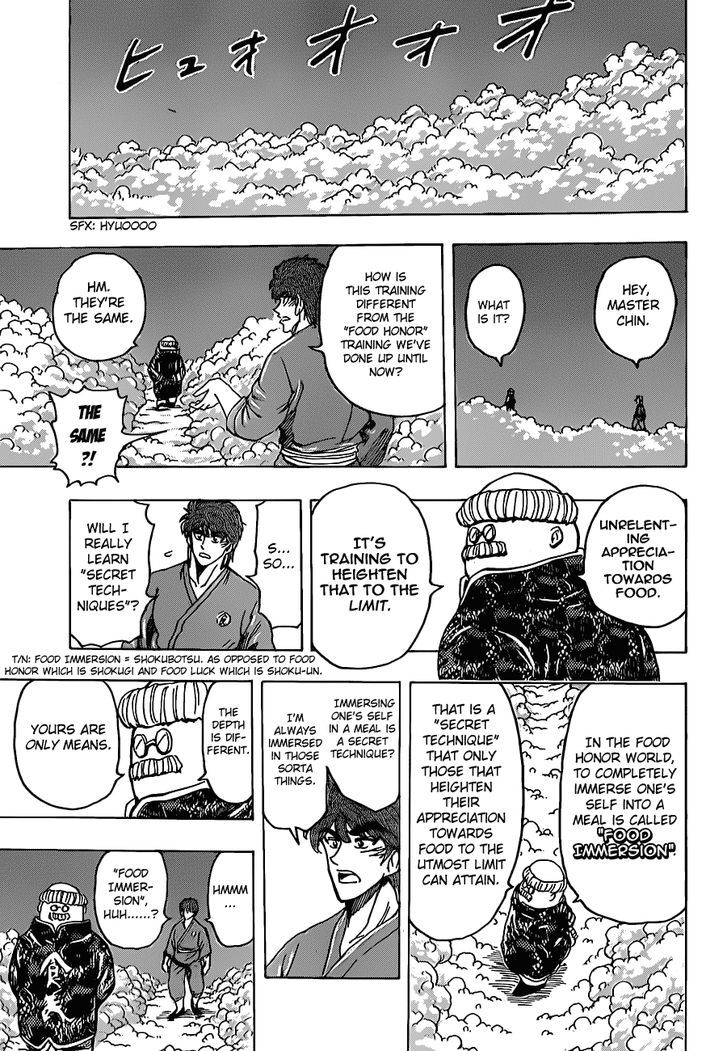 ヒュオオオオ
SFX: HYUOOOO
HEY,
MASTER
CHIN.
WHAT
IS IT?
HOW IS
THIS TRAINING
DIFFERENT
FROM THE
"FOOD HONOR"
TRAINING WE'VE
DONE UP UNTIL
NOW?
HM.
THEY'RE
THE SAME.
THE
SAME
?!
UNRELENT-
ING
APPRECIA-
TION
TOWARDS
FOOD.
IT'S
TRAINING TO
HEIGHTEN
THAT TO THE
LIMIT.
S...
SO...
WILL I
REALLY
LEARN
"SECRET
TECH-
NIQUES"?
T/N: FOOD IMMERSION = SHOKUBOTSU. AS OPPOSED TO FOOD
HONOR WHICH IS SHOKUGI AND FOOD LUCK WHICH IS SHOKU-UN.
IN THE FOOD
HONOR WORLD,
TO COMPLETELY
IMMERSE ONE'S
SELF INTO A
MEAL IS CALLED
"FOOD
IMMERSION".
THAT IS A
"SECRET
TECHNIQUE"
THAT ONLY
THOSE THAT
HEIGHTEN
THEIR
APPRECIATION
TOWARDS
FOOD TO THE
UTMOST LIMIT
CAN ATTAIN.
IMMERSING
ONE'S SELF
IN A MEAL IS
A SECRET
TECHNIQUE?
I'M
ALWAYS
IMMERSED
IN THOSE
SORTA
THINGS.
THE
DEPTH
IS DIF-
FERENT.
YOURS ARE
ONLY MEANS.
HMMM
...
"FOOD
IMMER-
SION",
HUH......?